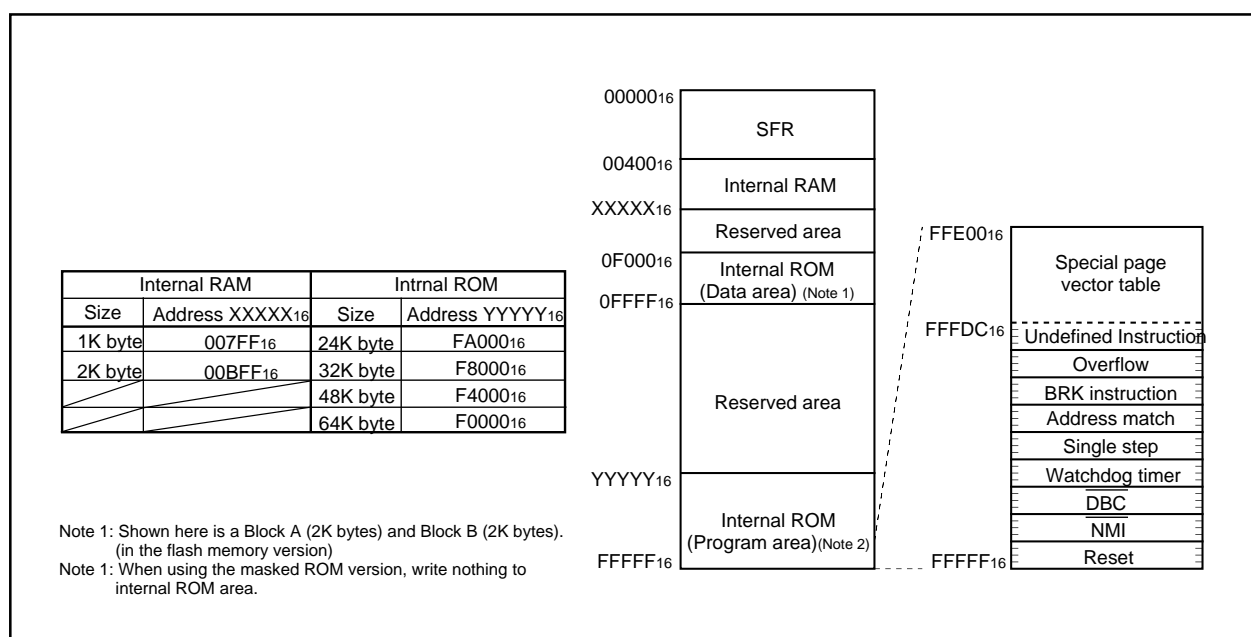 Internal RAM Intrnal ROM
Size Address XXXXX16 Size Address YYYYY16
1K byte 007FF16 24K byte FA00016
2K byte 00BFF16 32K byte F800016
48K byte F400016
64K byte F000016
Note 1: Shown here is a Block A (2K bytes) and Block B (2K bytes).
(in the flash memory version)
Note 1: When using the masked ROM version, write nothing to
internal ROM area.
0000016
SFR
0040016
Internal RAM
XXXXX16
Reserved area
0F00016
Internal ROM
(Data area) (Note 1)
0FFFF16
Reserved area
YYYYY16
Internal ROM
(Program area)(Note 2)
FFFFF16
FFE0016
Special page
vector table
FFFDC16
Undefined Instruction
Overflow
BRK instruction
Address match
Single step
Watchdog timer
DBC
NMI
Reset
FFFFF16